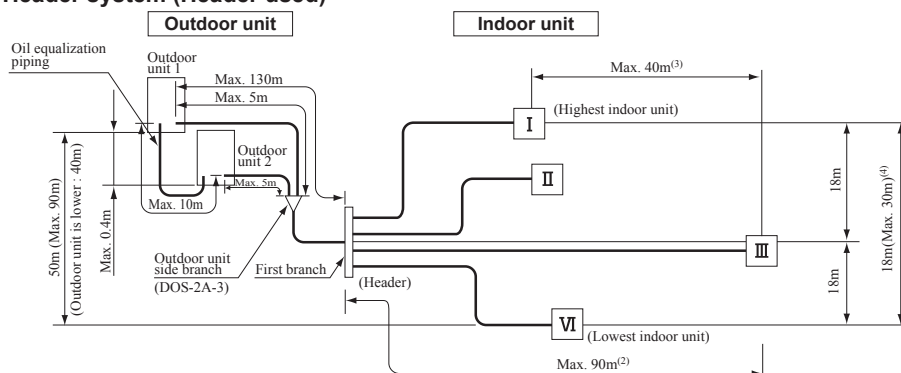 Header system (Header used)
Outdoor unit
Indoor unit
Oil equalization
piping
Outdoor
unit 1
Max. 130m
Max. 5m
Max. 40m(3)
I
(Highest indoor unit)
Outdoor
unit 2
Max. 5m
II
Max. 10m
50m (Max. 90m)
(Outdoor unit is lower : 40m)
Max. 0.4m
18m
18m(Max. 30m)(4)
III
Outdoor unit
side branch
(DOS-2A-3)
First branch
(Header)
18m
VI
(Lowest indoor unit)
Max. 90m(2)